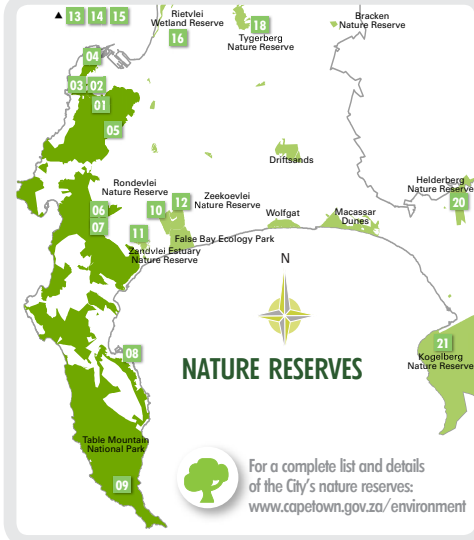 ▲ 13 14 15
Rietvlei
Wetland Reserve
16
18
Tygerberg
Nature Reserve
Bracken
Nature Reserve
04
03 02
01
05
Driftsands
Helderberg
Nature Reserve
20
Rondevlei
Nature Reserve
06
07
10
12
Zeekoevlei
Nature Reserve
11
Wolfgat
Macassar
Dunes
False Bay Ecology Park
Zandvlei Estuary
Nature Reserve
N
08
21
Kogelberg
Nature Reserve
NATURE RESERVES
Table Mountain
National Park
09
For a complete list and details
of the City's nature reserves:
www.capetown.gov.za/environment